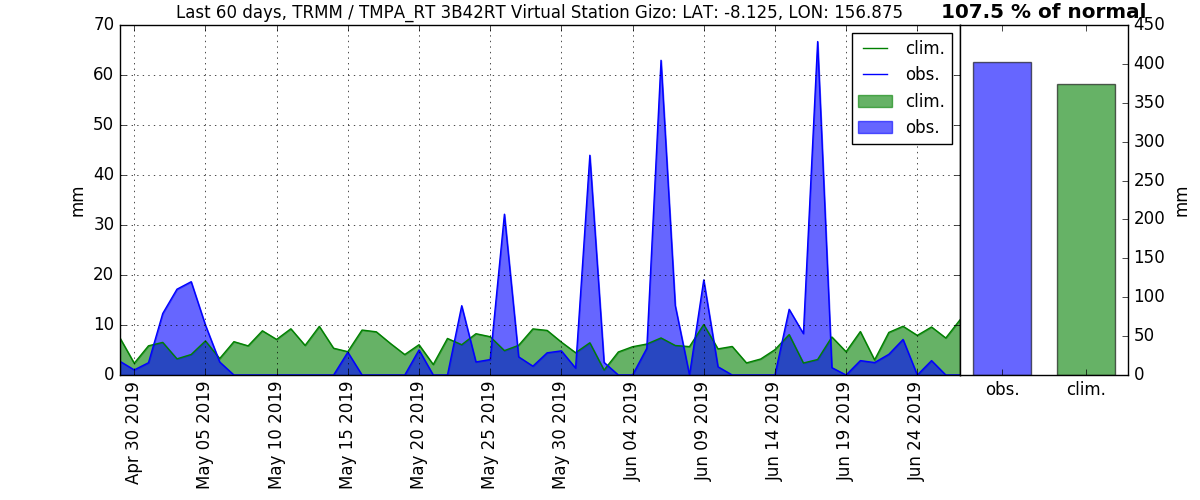 Last 60 days, TRMM / TMPA_RT 3B42RT Virtual Station Gizo: LAT: -8.125, LON: 156.875
107.5 % of normal
70
60
50
40
30
20
10
0
mm
clim.
obs.
clim.
obs.
Apr 30 2019
May 05 2019
May 10 2019
May 15 2019
May 20 2019
May 25 2019
May 30 2019
Jun 04 2019
Jun 09 2019
Jun 14 2019
Jun 19 2019
Jun 24 2019
450
400
350
300
250
200
150
100
50
0
mm
obs.
clim.